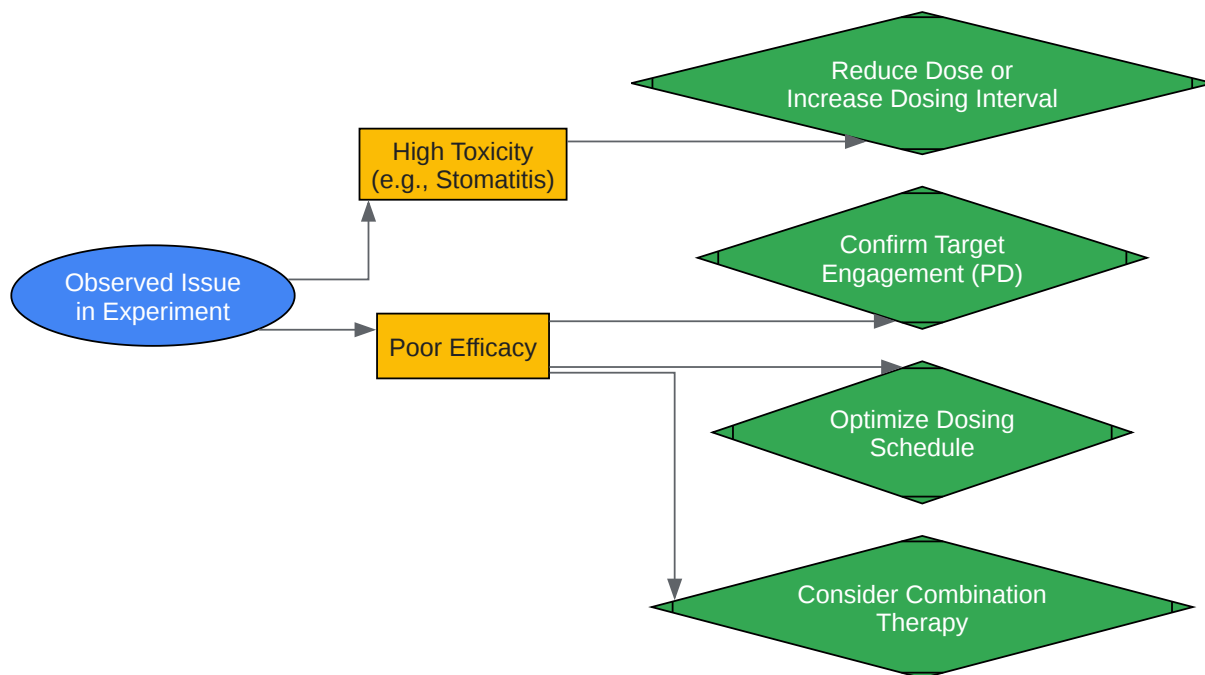 Reduce Dose or
Increase Dosing Interval
High Toxicity
(e.g., Stomatitis)
Confirm Target
Engagement (PD)
Observed Issue
in Experiment
Poor Efficacy
Optimize Dosing
Schedule
Consider Combination
Therapy